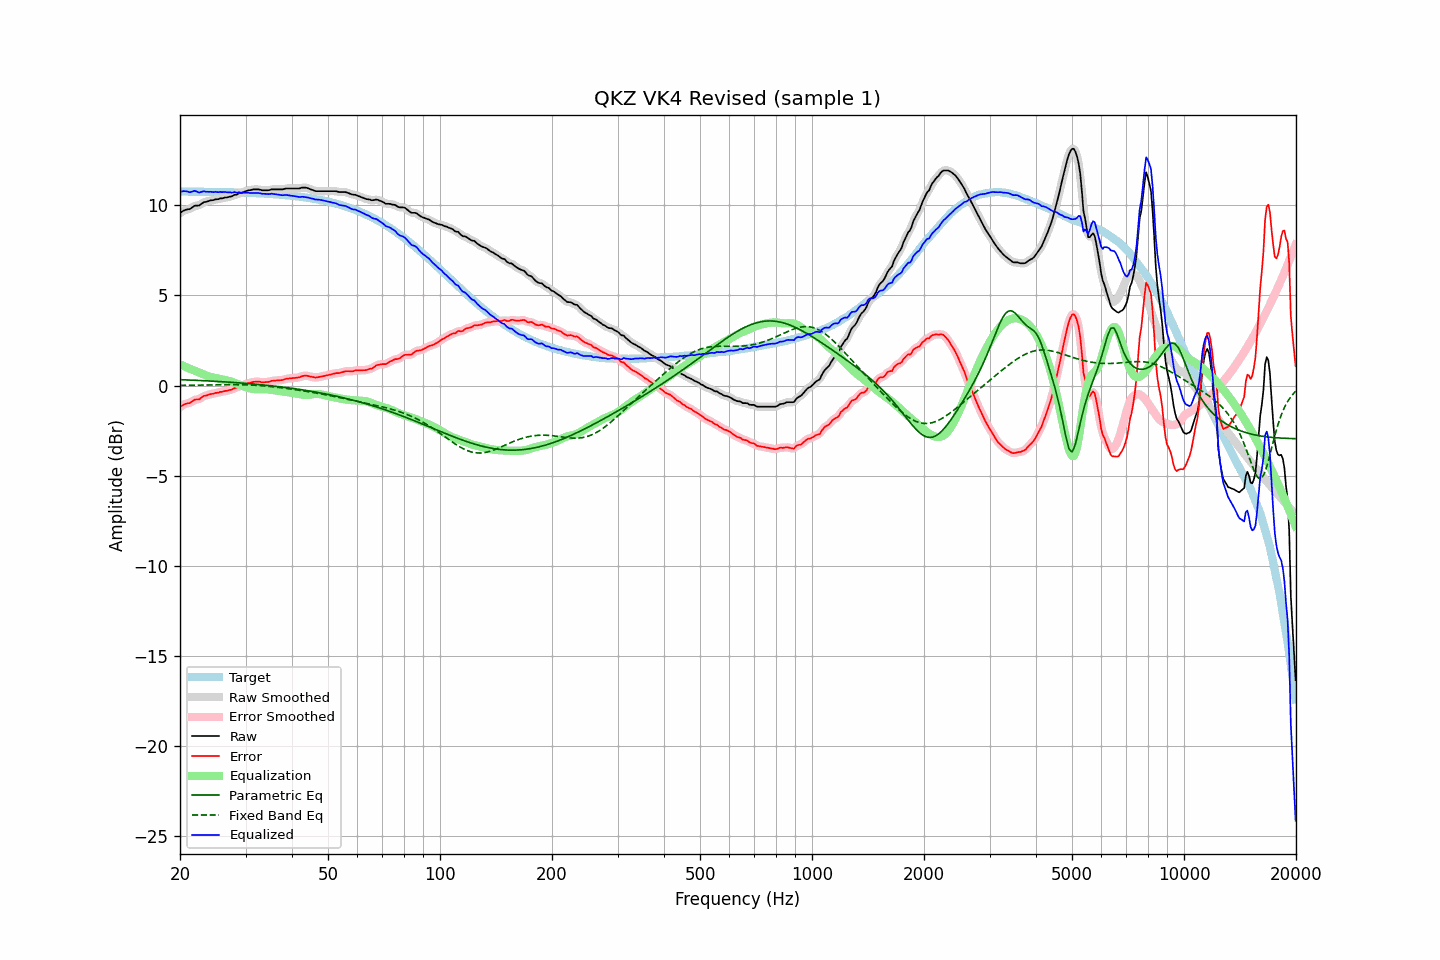 QKZ VK4 Revised (sample 1)
Amplitude (dBr)
10
5
0
−5
−10
−15
−20
−25
Target
Raw Smoothed
Error Smoothed
Raw
Error
Equalization
Parametric Eq
Fixed Band Eq
Equalized
20 50 100 200 500 1000 2000 5000 10000 20000
Frequency (Hz)